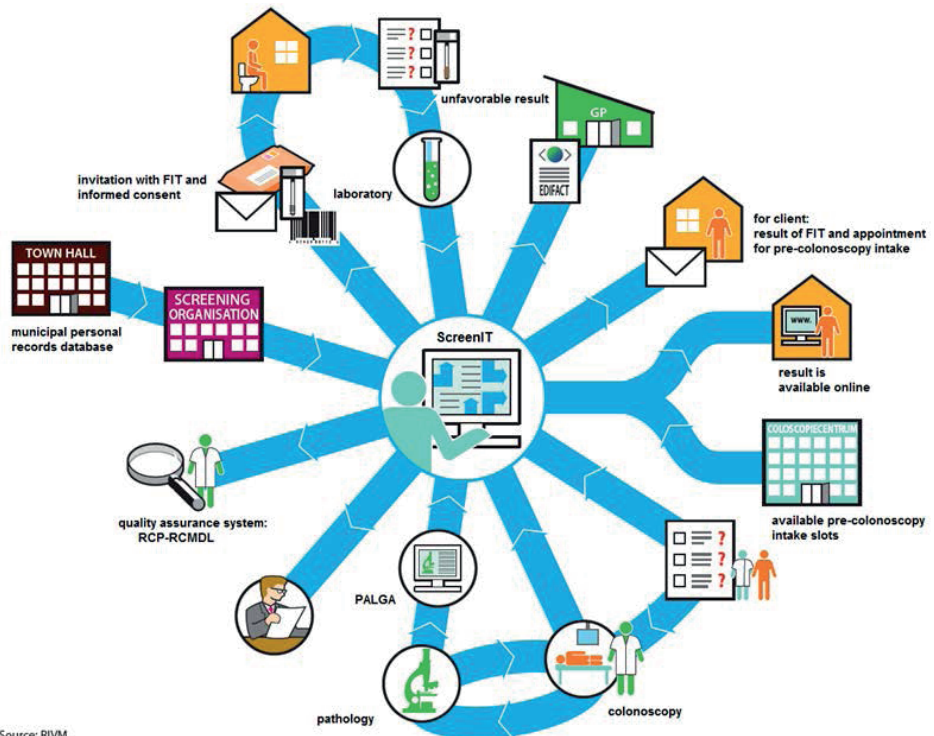 unfavorable result
GP
EDIFACT
invitation with FIT and
informed consent
laboratory
for client:
result of FIT and appointment
for pre-colonoscopy intake
TOWN HALL
SCREENING
ORGANISATION
municipal personal
records database
ScreenIT
www.
result is
available online
COLOSCOPIECENTRUM
available pre-colonoscopy
intake slots
quality assurance system:
RCP-RCMDL
PALGA
pathology
colonoscopy
Source: RIVM